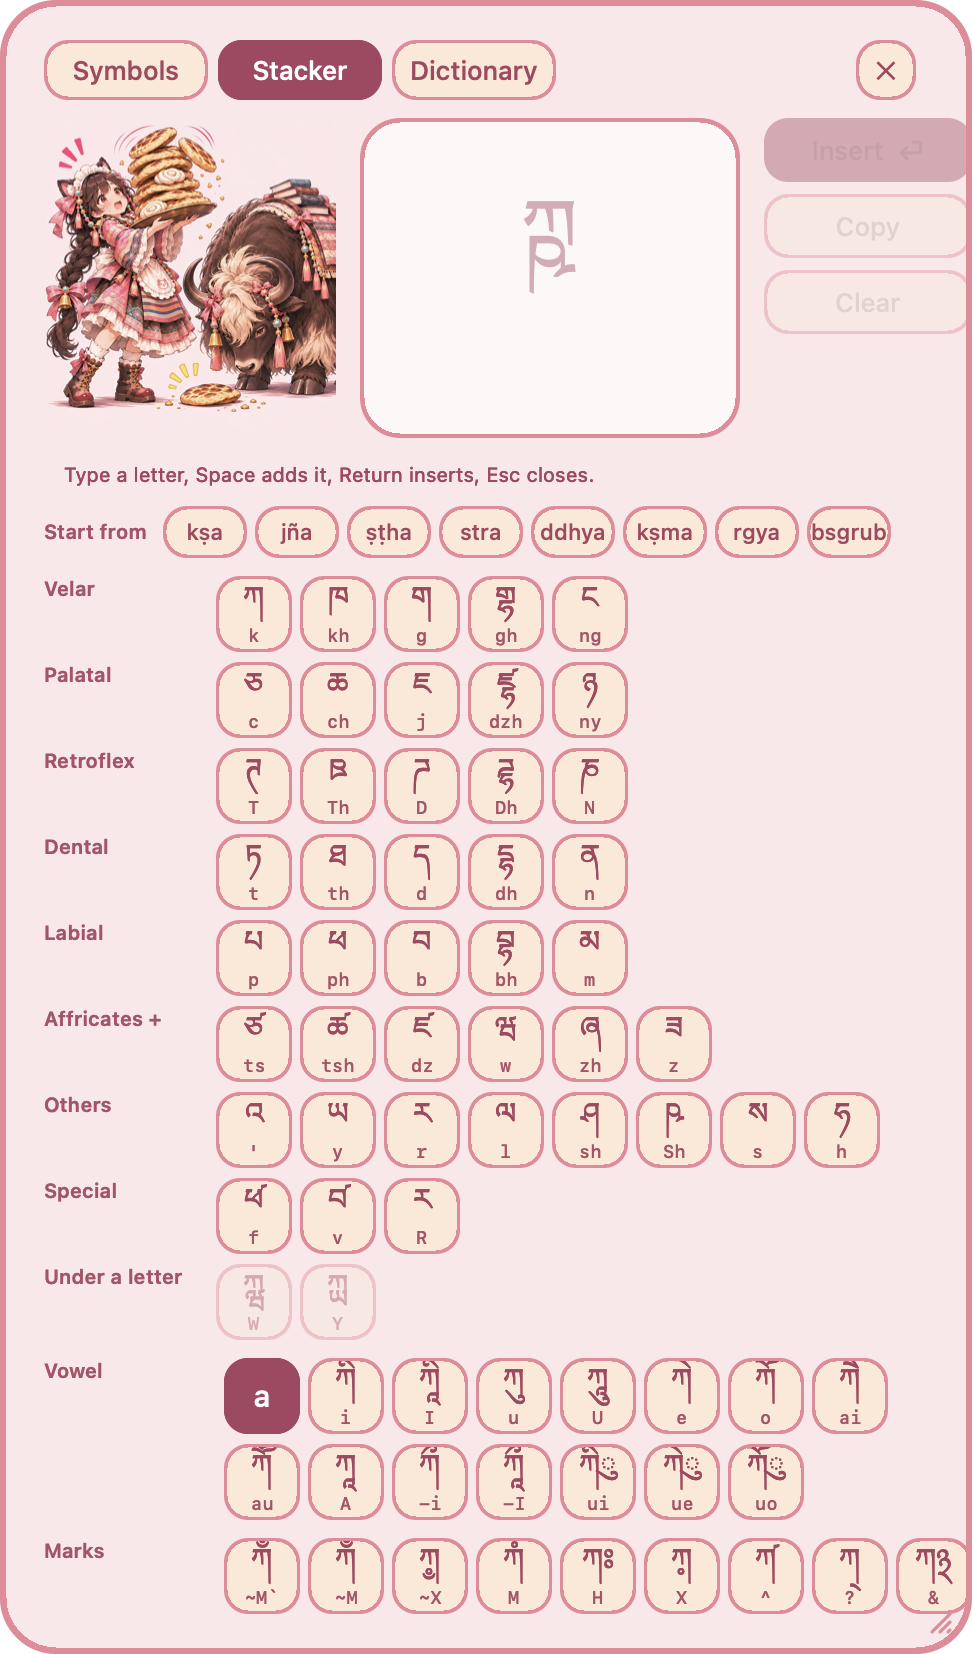 Symbols Stacker Dictionary ×
ཀྵ
Insert ⏎
Copy
Clear
Type a letter, Space adds it, Return inserts, Esc closes.
Start from kṣa jña ṣṭha stra ddhya kṣma rgya bsgrub
Velar
ཀ ཁ ག གྷ ང
k kh g gh ng
Palatal
ཅ ཆ ཇ ཛྷ ཉ
c ch j dzh ny
Retroflex
ཊ ཋ ཌ ཌྷ ཎ
T Th D Dh N
Dental
ཏ ཐ ད དྷ ན
t th d dh n
Labial
པ ཕ བ བྷ མ
p ph b bh m
Affricates +
ཙ ཚ ཛ ཝ ཞ ཟ
ts tsh dz w zh z
Others
འ ཡ ར ལ ཤ ཥ ས ཧ
' y r l sh Sh s h
Special
ཕ༹ བ༹ ར
f v R
Under a letter
ཀྺ ཀྻ
W Y
Vowel
a ཀི ཀཱི ཀུ ཀཱུ ཀེ ཀོ ཀཻ
i I u U e o ai
ཀཽ ཀཱ ཀྀ ཀཱྀ ཀིུ ཀེུ ཀོུ
au A -i -I ui ue uo
Marks
ཀྂ ཀྃ ཀ༵ ཀཾ ཀཿ ཀ༷ ཀ༹ ཀ྄ ཀ྅
~M` ~M ~X M H X ^ ? &